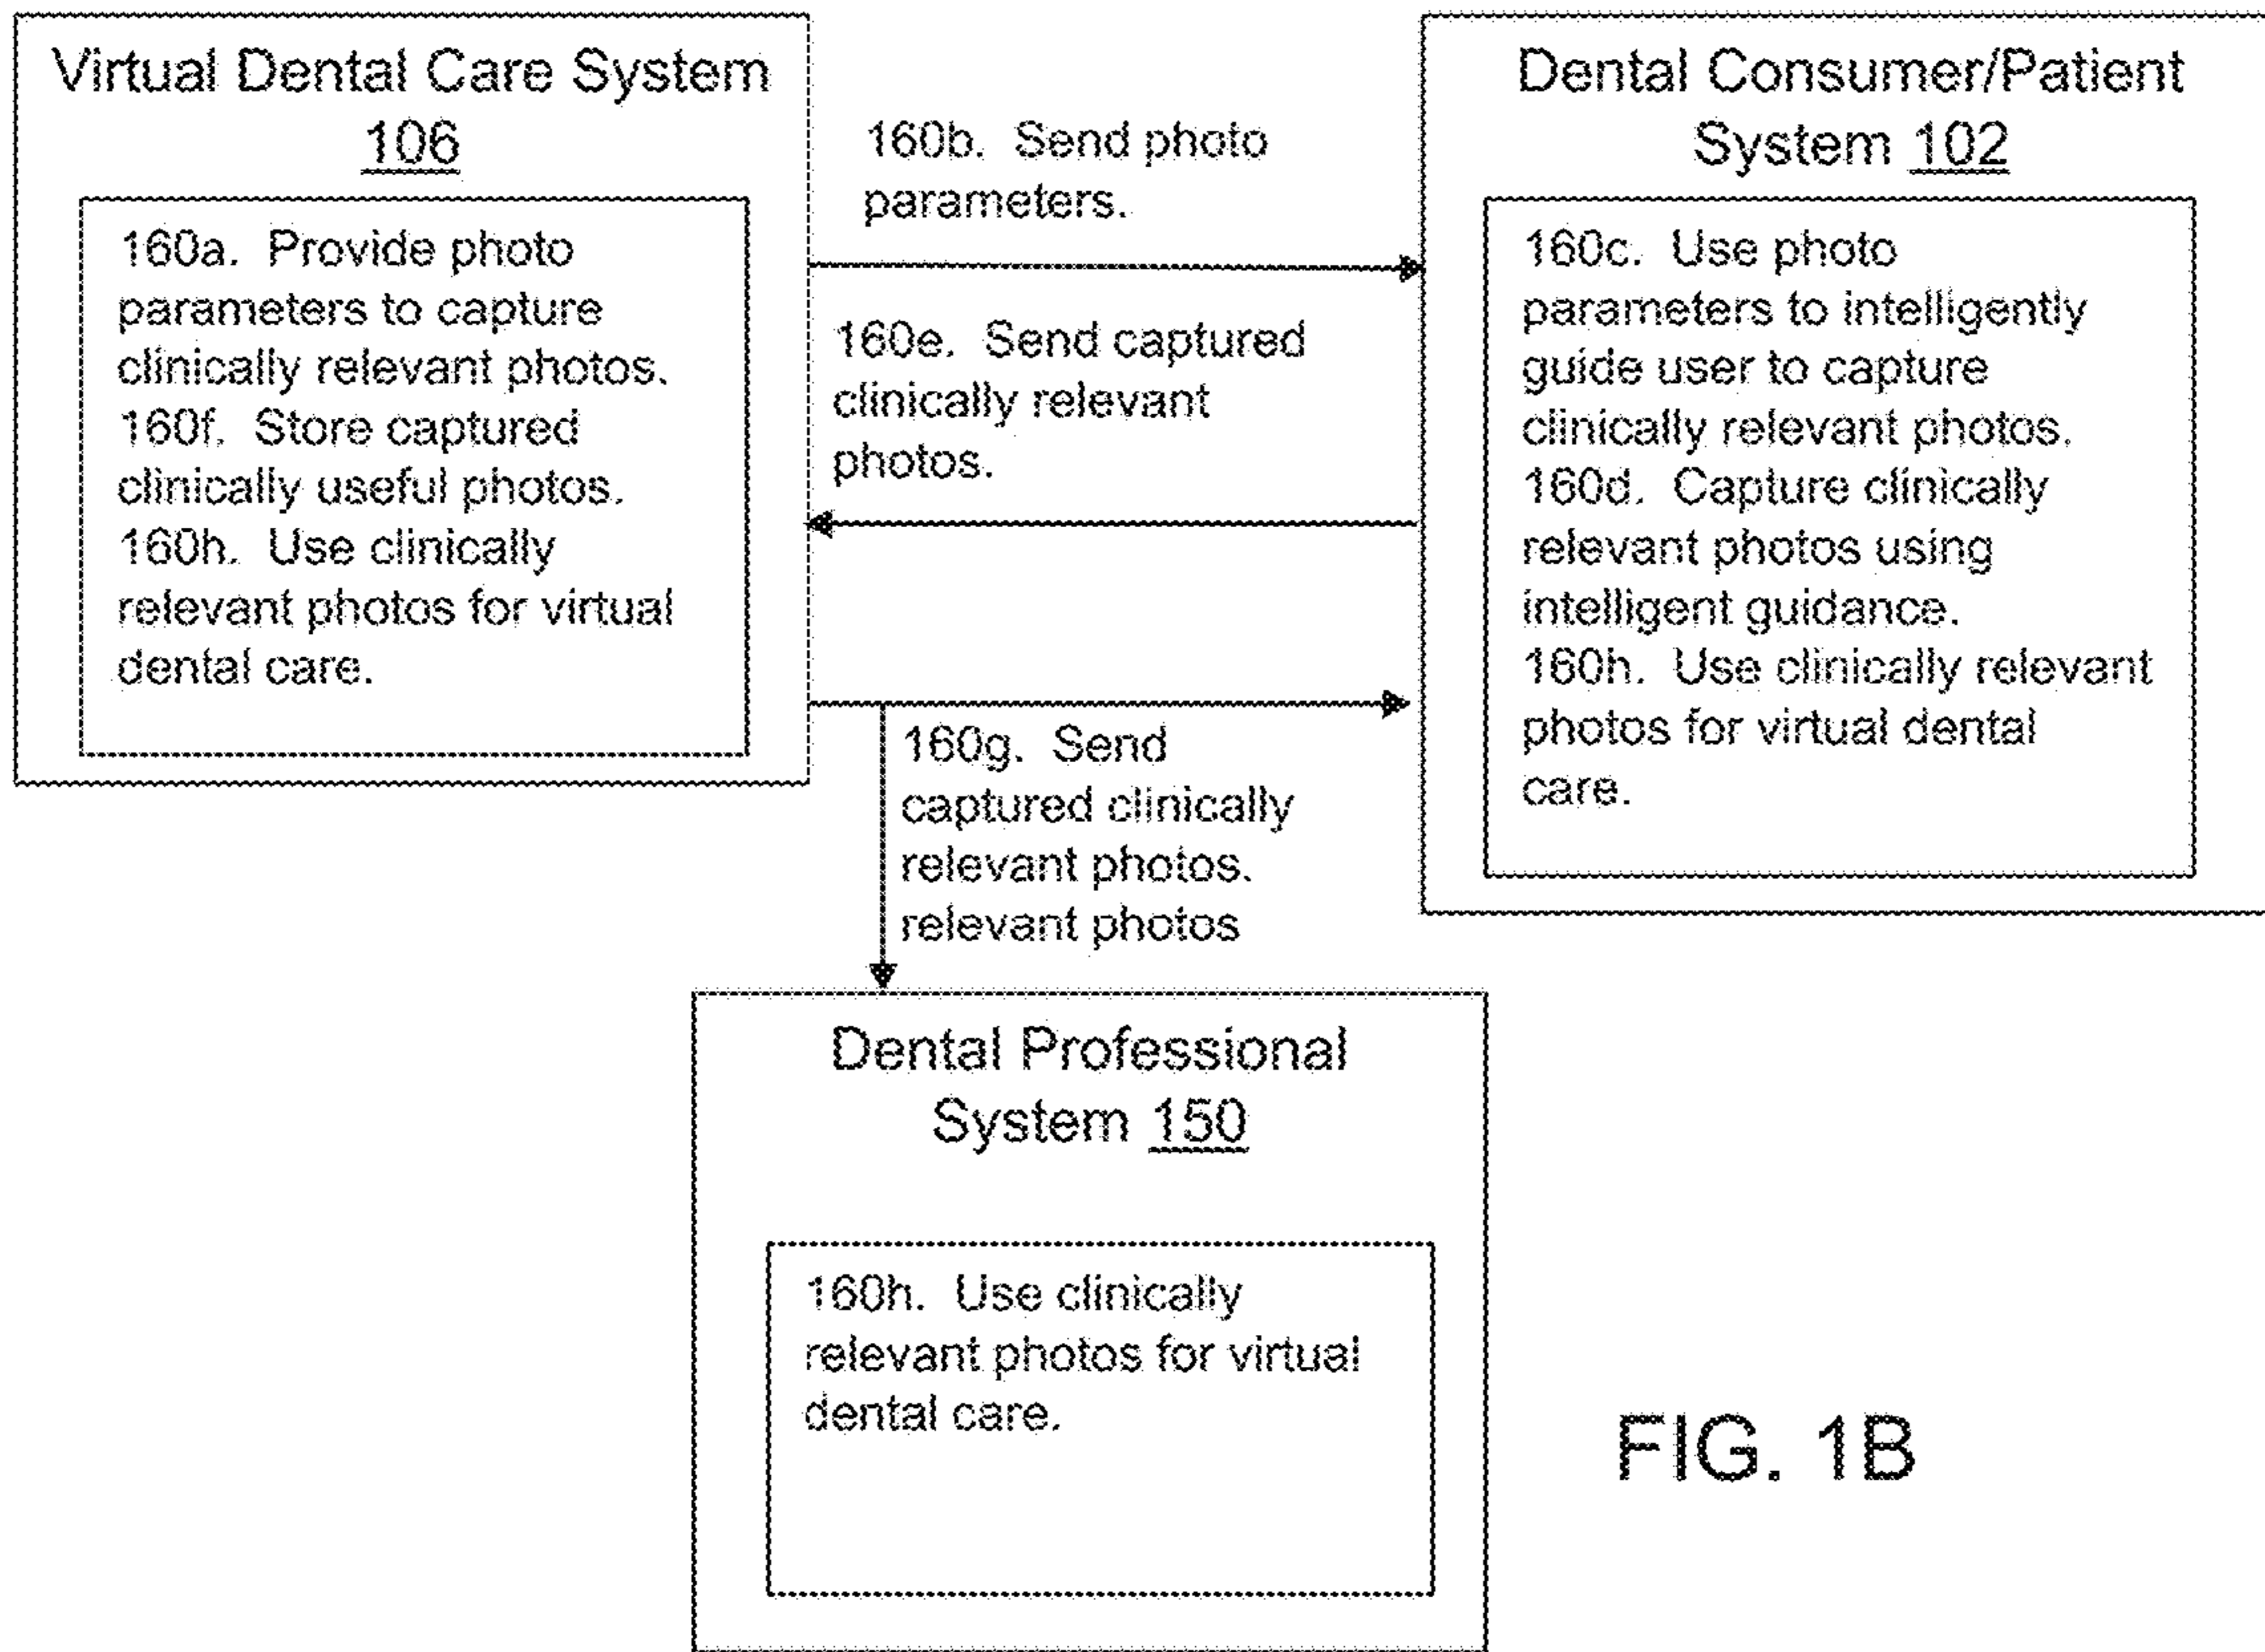 Virtual Dental Care System
106
160a. Provide photo
parameters to capture
clinically relevant photos.
160f. Store captured
clinically useful photos.
160h. Use clinically
relevant photos for virtual
dental care.
160b. Send photo
parameters.
160e. Send captured
clinically relevant
photos.
160g. Send
captured clinically
relevant photos.
relevant photos
Dental Consumer/Patient
System 102
160c. Use photo
parameters to intelligently
guide user to capture
clinically relevant photos.
160d. Capture clinically
relevant photos using
intelligent guidance.
160h. Use clinically relevant
photos for virtual dental
care.
Dental Professional
System 150
160h. Use clinically
relevant photos for virtual
dental care.
FIG. 1B